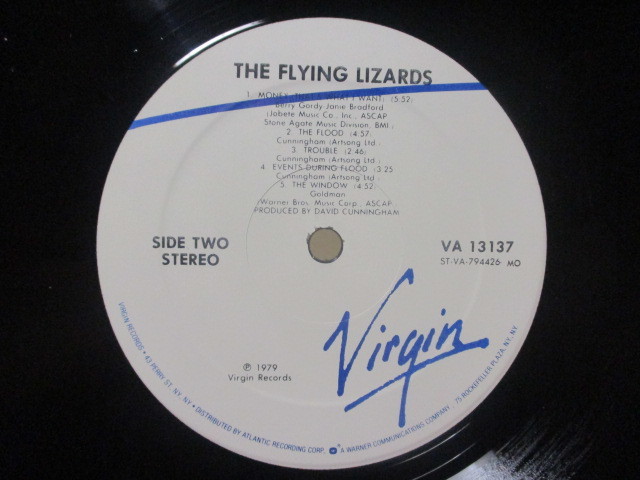 THE FLYING LIZARDS
1. MONEY (THAT'S WHAT I WANT) (5:52)
Berry Gordy Janie Bradford
(Jobete Music Co., Inc., ASCAP
Stone Agate Music Division, BMI)
2. THE FLOOD (4:57)
Cunningham (Artsong Ltd.)
3. TROUBLE (2:46)
Cunningham (Artsong Ltd.)
4. EVENTS DURING FLOOD (3:25
Cunningham (Artsong Ltd.)
5. THE WINDOW (4:52)
Goldman
Warner Bros. Music Corp., ASCAP
PRODUCED BY DAVID CUNNINGHAM
SIDE TWO
STEREO
VA 13137
ST-VA-794426 MO
℗ 1979
Virgin Records
Virgin
VIRGIN RECORDS • 43 PERRY ST. NY, NY • DISTRIBUTED BY ATLANTIC RECORDING CORP. A WARNER COMMUNICATIONS COMPANY • 75 ROCKEFELLER PLAZA, NY, NY